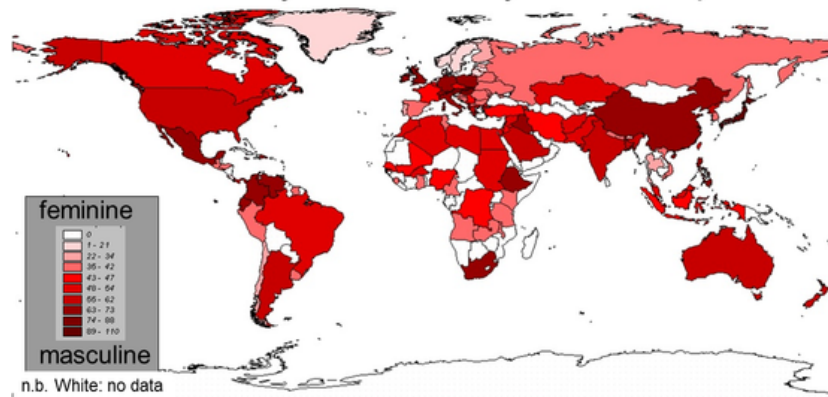 feminine
0
1 - 21
22 - 34
35 - 42
43 - 47
48 - 54
55 - 62
63 - 73
74 - 88
89 - 110
masculine
n.b. White: no data